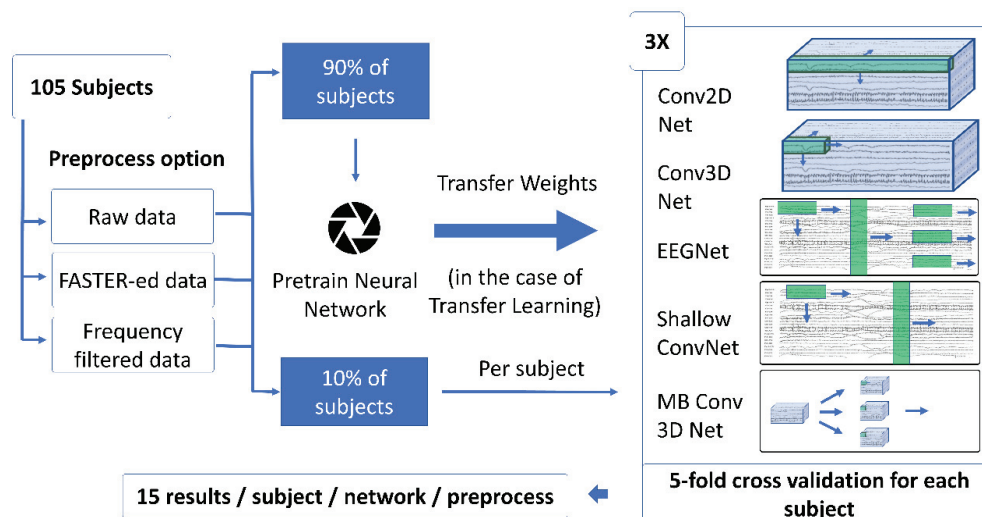 105 Subjects
Preprocess option
Raw data
FASTER-ed data
Frequency
filtered data
90% of
subjects
Pretrain Neural
Network
10% of
subjects
Transfer Weights
(in the case of
Transfer Learning)
Per subject
3X
Conv2D
Net
Conv3D
Net
EEGNet
Shallow
ConvNet
MB Conv
3D Net
5-fold cross validation for each
subject
15 results / subject / network / preprocess